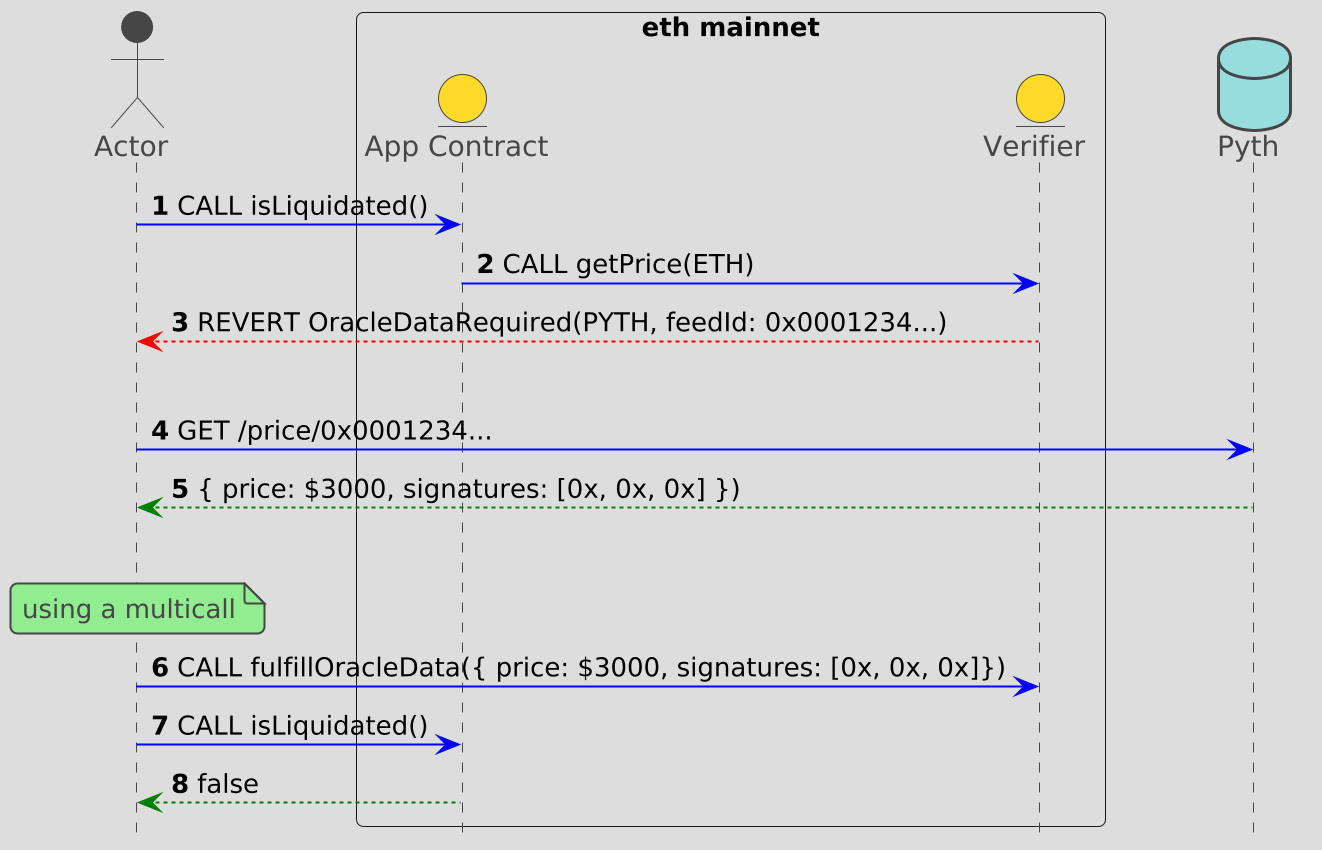 eth mainnet
Actor
App Contract
Verifier
Pyth
1 CALL isLiquidated()
2 CALL getPrice(ETH)
3 REVERT OracleDataRequired(PYTH, feedId: 0x0001234...)
4 GET /price/0x0001234...
5 { price: $3000, signatures: [0x, 0x, 0x] })
using a multicall
6 CALL fulfillOracleData({ price: $3000, signatures: [0x, 0x, 0x]})
7 CALL isLiquidated()
8 false